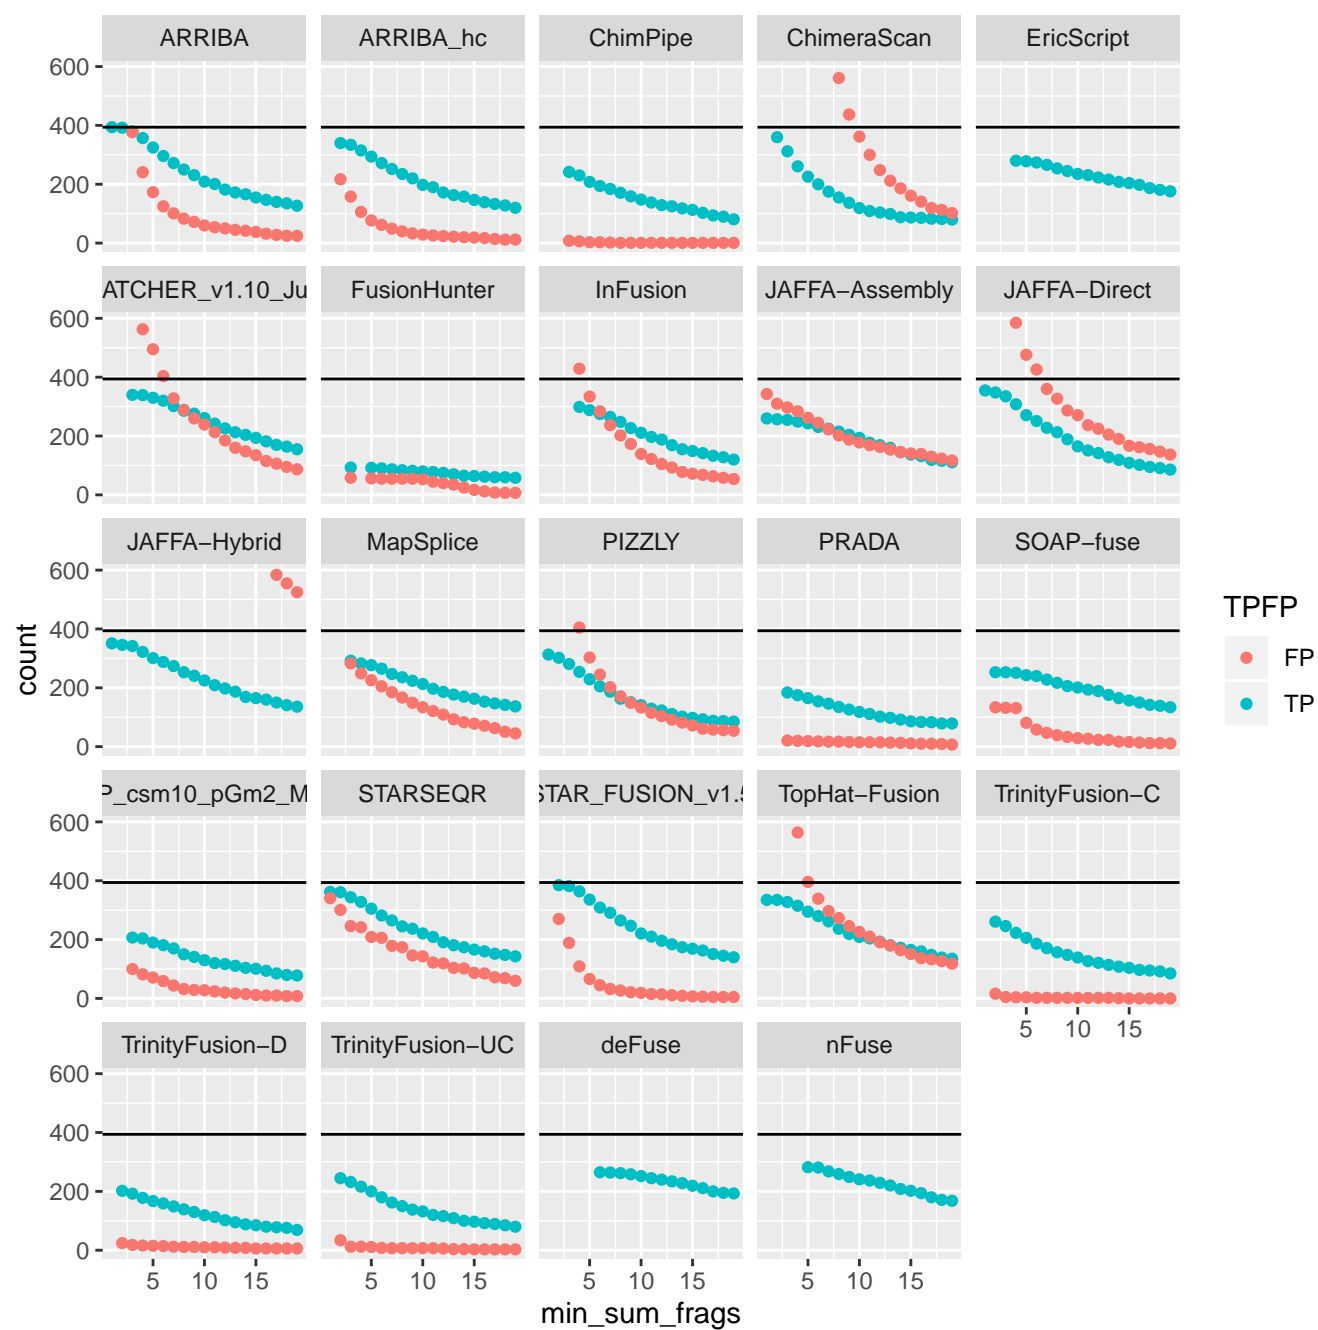 ARRIBA ARRIBA_hc ChimPipe ChimeraScan EricScript
600
400
200
0
ATCHER_v1.10_Ju FusionHunter InFusion JAFFA−Assembly JAFFA−Direct
600
400
200
0
JAFFA−Hybrid MapSplice PIZZLY PRADA SOAP−fuse
600
400
200
0
P_csm10_pGm2_M STARSEQR STAR_FUSION_v1.5 TopHat−Fusion TrinityFusion−C
600
400
200
0
5 10 15
TrinityFusion−D TrinityFusion−UC deFuse nFuse
600
400
200
0
5 10 15 5 10 15 5 10 15 5 10 15
min_sum_frags
count
TPFP
FP
TP